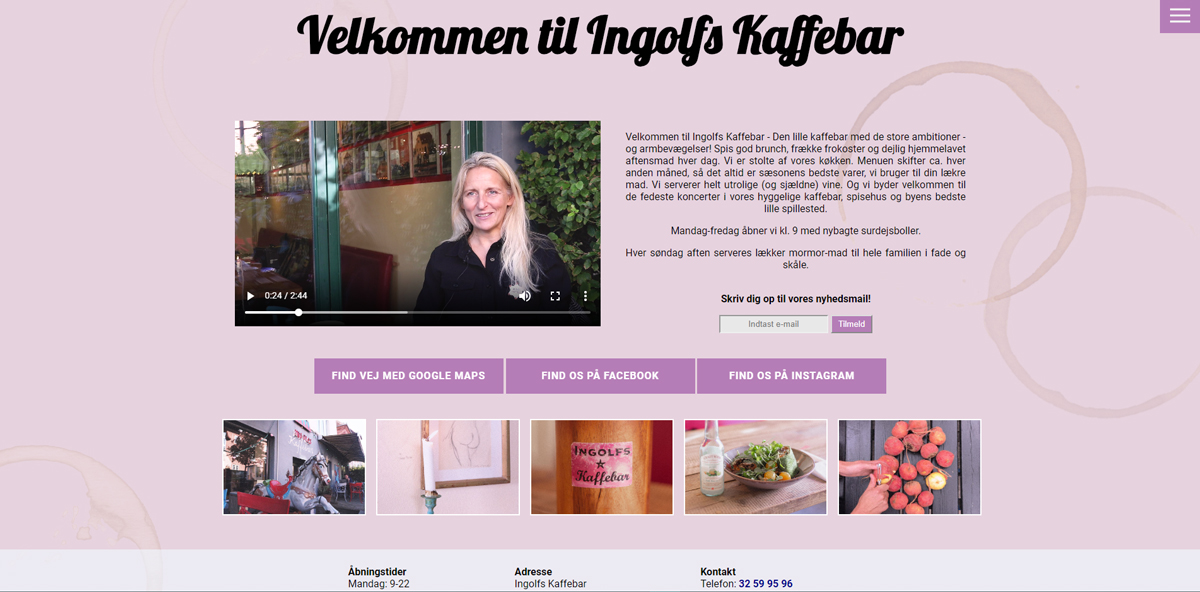 Velkommen til Ingolfs Kaffebar
Velkommen til Ingolfs Kaffebar - Den lille kaffebar med de store ambitioner -
og armbevægelser! Spis god brunch, frække frokoster og dejlig hjemmelavet
aftensmad hver dag. Vi er stolte af vores køkken. Menuen skifter ca. hver
anden måned, så det altid er sæsonens bedste varer, vi bruger til din lækre
mad. Vi serverer helt utrolige (og sjældne) vine. Og vi byder velkommen til
de fedeste koncerter i vores hyggelige kaffebar, spisehus og byens bedste
lille spillested.
Mandag-fredag åbner vi kl. 9 med nybagte surdejsboller.
Hver søndag aften serveres lækker mormor-mad til hele familien i fade og
skåle.
0:24 / 2:44
Skriv dig op til vores nyhedsmail!
Indtast e-mail
Tilmeld
FIND VEJ MED GOOGLE MAPS
FIND OS PÅ FACEBOOK
FIND OS PÅ INSTAGRAM
INGOLFS
Kaffebar
Åbningstider
Mandag: 9-22
Adresse
Ingolfs Kaffebar
Kontakt
Telefon: 32 59 95 96